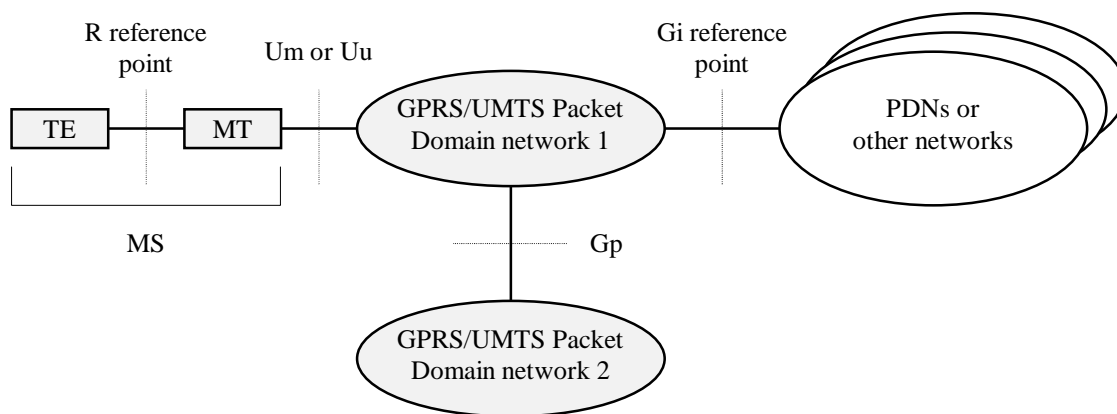 R reference
point
Um or Uu
Gi reference
point
TE
MT
GPRS/UMTS Packet
Domain network 1
PDNs or
other networks
MS
Gp
GPRS/UMTS Packet
Domain network 2